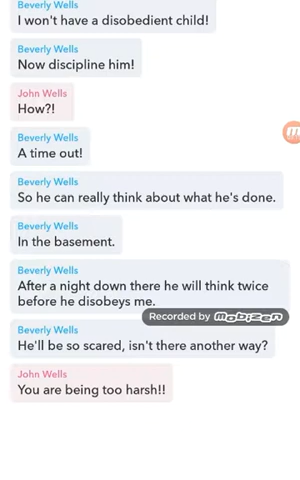 Beverly Wells
I won't have a disobedient child!
Beverly Wells
Now discipline him!
John Wells
How?!
Beverly Wells
A time out!
Beverly Wells
So he can really think about what he's done.
Beverly Wells
In the basement.
Beverly Wells
After a night down there he will think twice
before he disobeys me.
Recorded by mobizen
Beverly Wells
He'll be so scared, isn't there another way?
John Wells
You are being too harsh!!